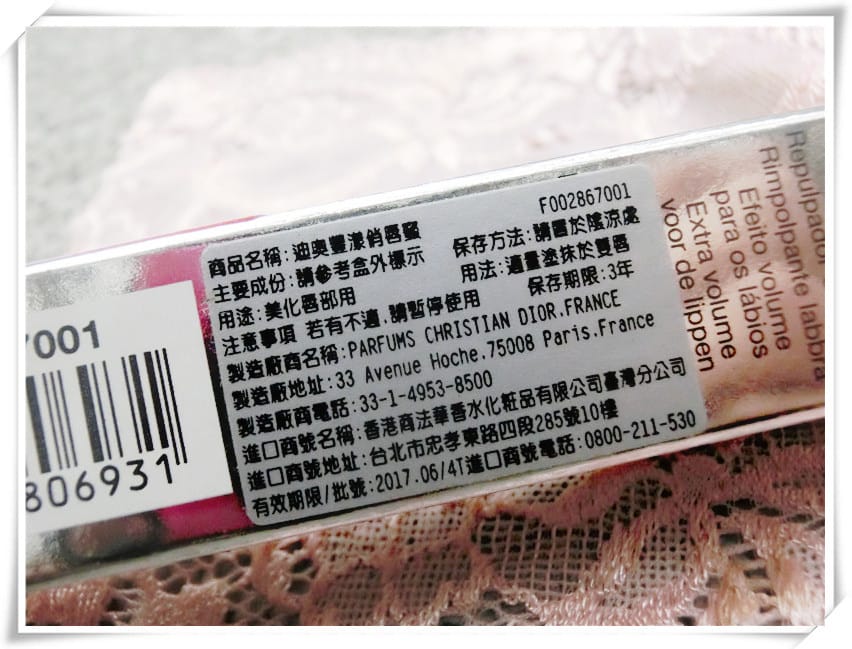 F002867001
商品名稱:迪奧豐漾俏唇蜜
主要成份:請參考盒外標示 保存方法:請置於陰涼處
用途:美化唇部用 用法:適量塗抹於雙唇
注意事項 若有不適,請暫停使用 保存期限:3年
製造廠商名稱:PARFUMS CHRISTIAN DIOR.FRANCE
製造廠地址:33 Avenue Hoche.75008 Paris.France
製造廠商電話:33-1-4953-8500
進口商號名稱:香港商法華香水化粧品有限公司臺灣分公司
進口商號地址:台北市忠孝東路四段285號10樓
有效期限/批號:2017.06/4T進口商號電話:0800-211-530
7001
806931
Repulpador
Rimpolpante labbra
Efeito volume
para os lábios
Extra volume
voor de lippen